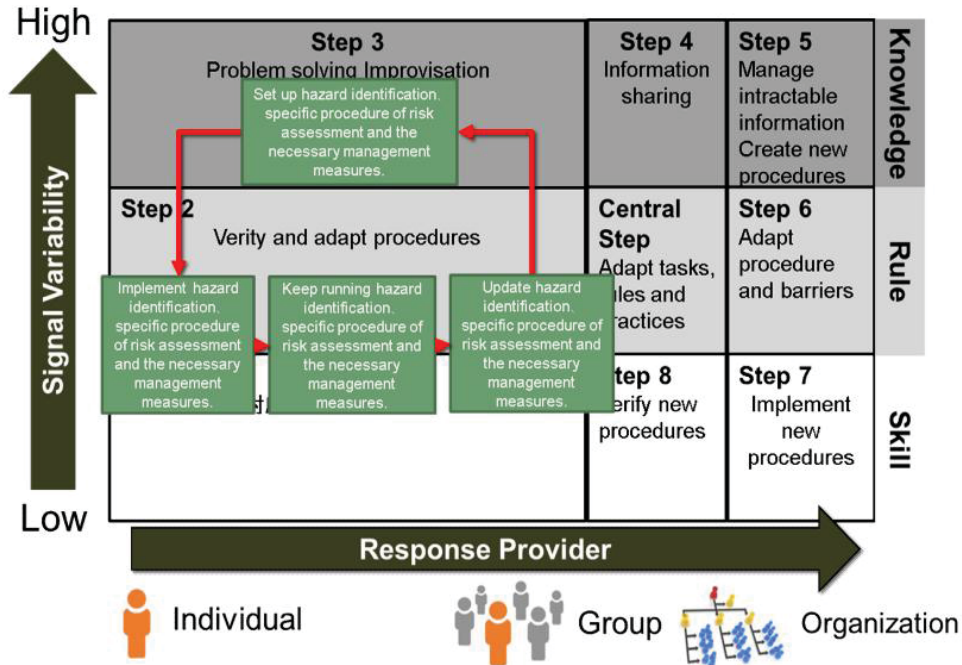 High
Step 3
Problem solving Improvisation
Set up hazard identification.
specific procedure of risk
assessment and the
necessary management
measures.
Step 4
Information
sharing
Step 5
Manage
intractable
information
Create new
procedures
Knowledge
Signal Variability
Step 2
Verity and adapt procedures
Central
Step
Adapt tasks,
and
Step 6
Adapt
procedure
and barriers
Rule
Implement hazard
identification.
specific procedure
of risk assessment
and the necessary
management
measures.
Keep running hazard
identification.
specific procedure of
risk assessment and
the necessary
management
measures.
Update hazard
identification.
specific procedure of
risk assessment and
the necessary
management
measures.
8
new
procedures
Step 7
Implement
new
procedures
Skill
Low
Response Provider
Individual
Group
Organization